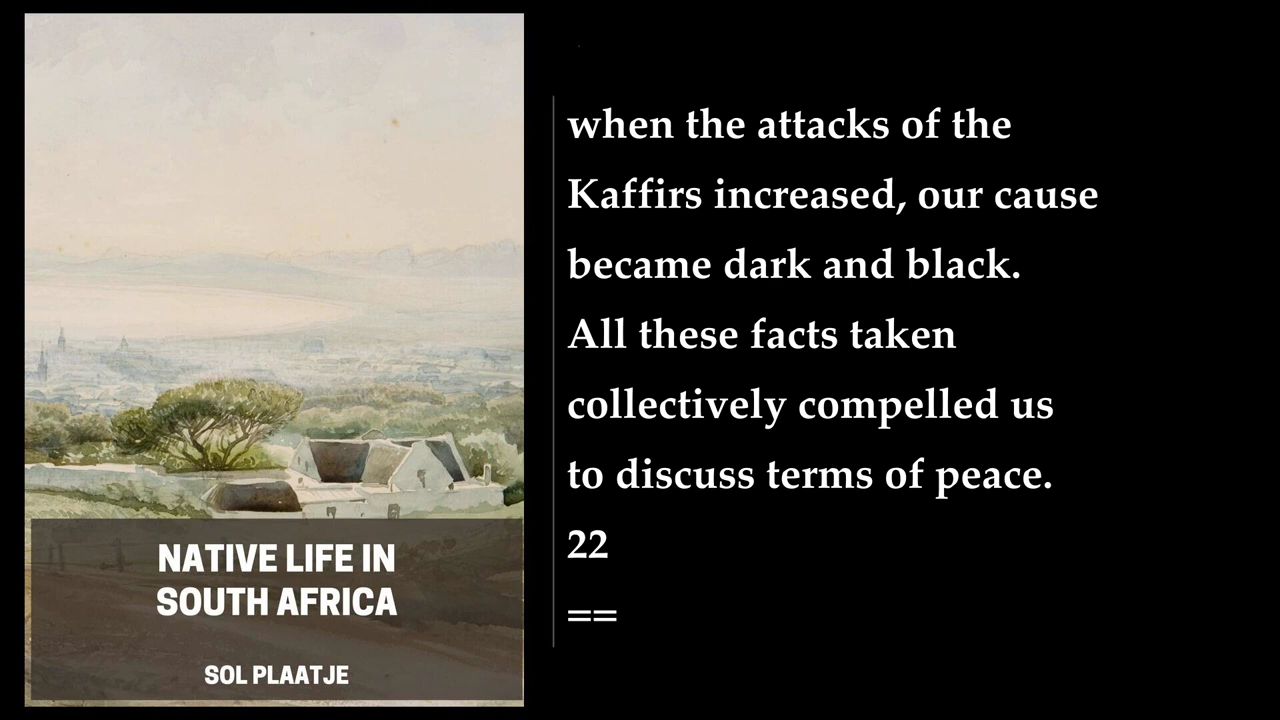 NATIVE LIFE IN
SOUTH AFRICA
SOL PLAATJE
when the attacks of the
Kaffirs increased, our cause
became dark and black.
All these facts taken
collectively compelled us
to discuss terms of peace.
22
==